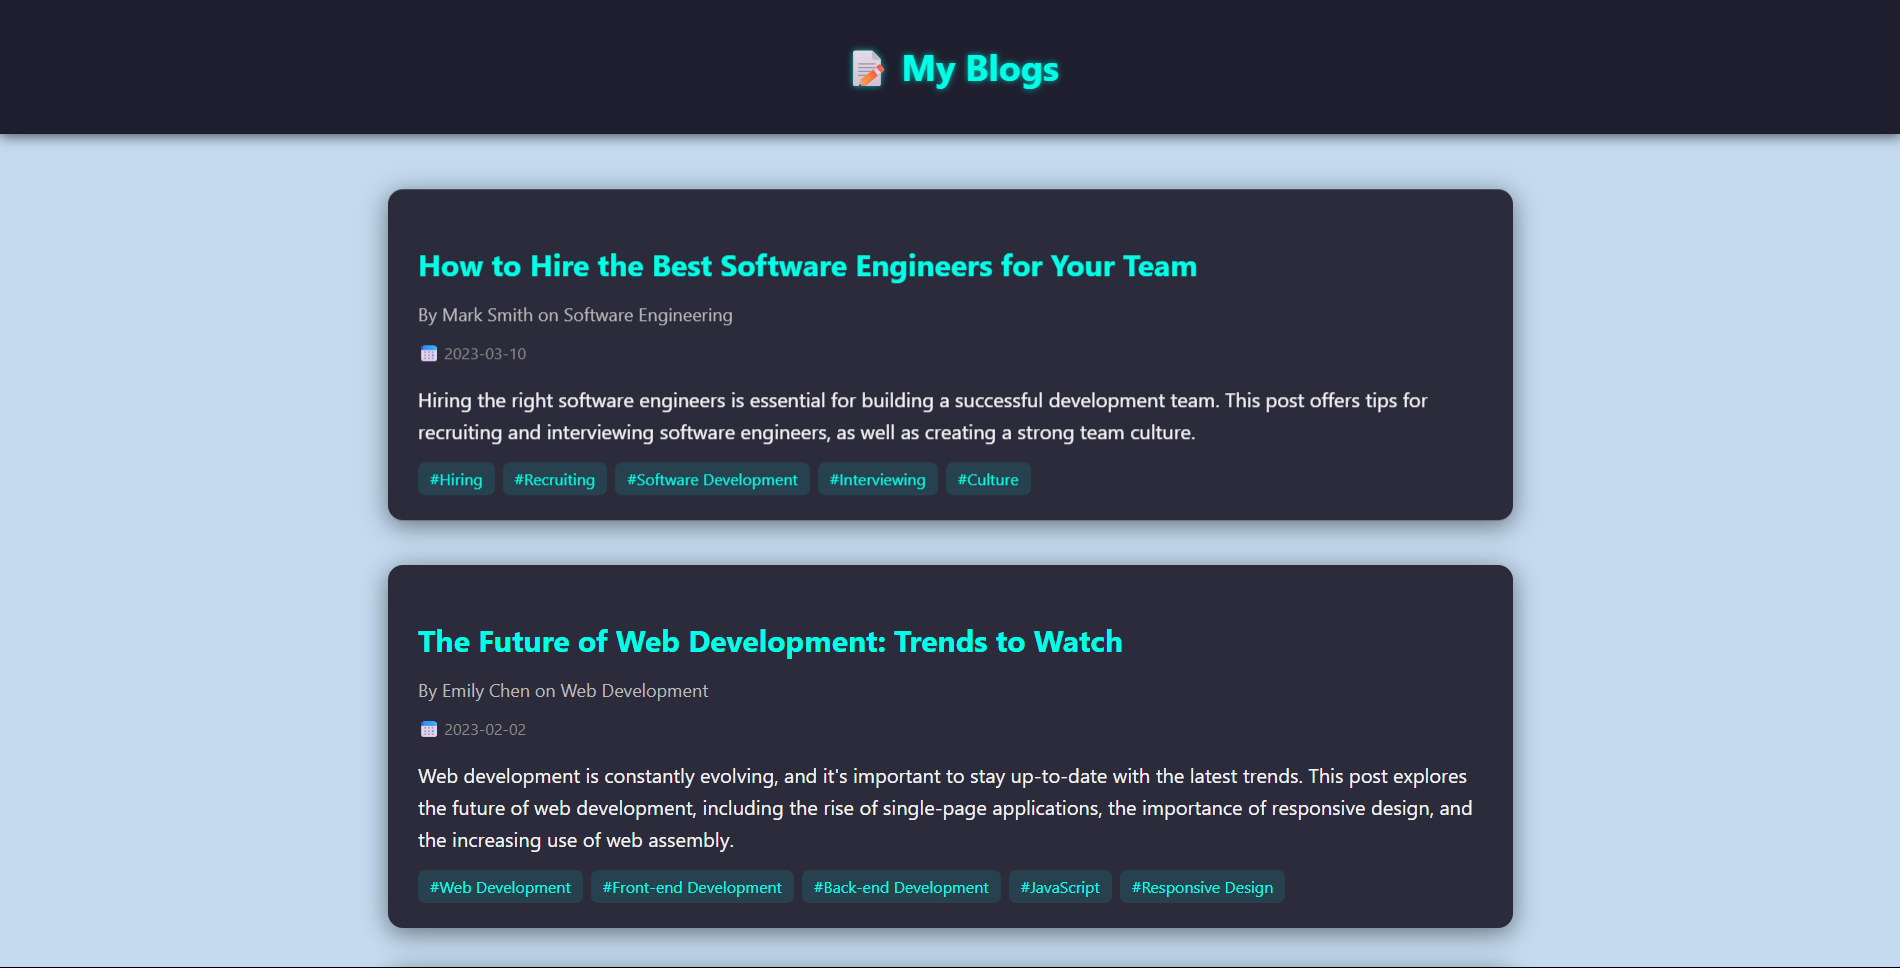 📝 My Blogs
How to Hire the Best Software Engineers for Your Team
By Mark Smith on Software Engineering
📅 2023-03-10
Hiring the right software engineers is essential for building a successful development team. This post offers tips for
recruiting and interviewing software engineers, as well as creating a strong team culture.
#Hiring #Recruiting #Software Development #Interviewing #Culture
The Future of Web Development: Trends to Watch
By Emily Chen on Web Development
📅 2023-02-02
Web development is constantly evolving, and it's important to stay up-to-date with the latest trends. This post explores
the future of web development, including the rise of single-page applications, the importance of responsive design, and
the increasing use of web assembly.
#Web Development #Front-end Development #Back-end Development #JavaScript #Responsive Design